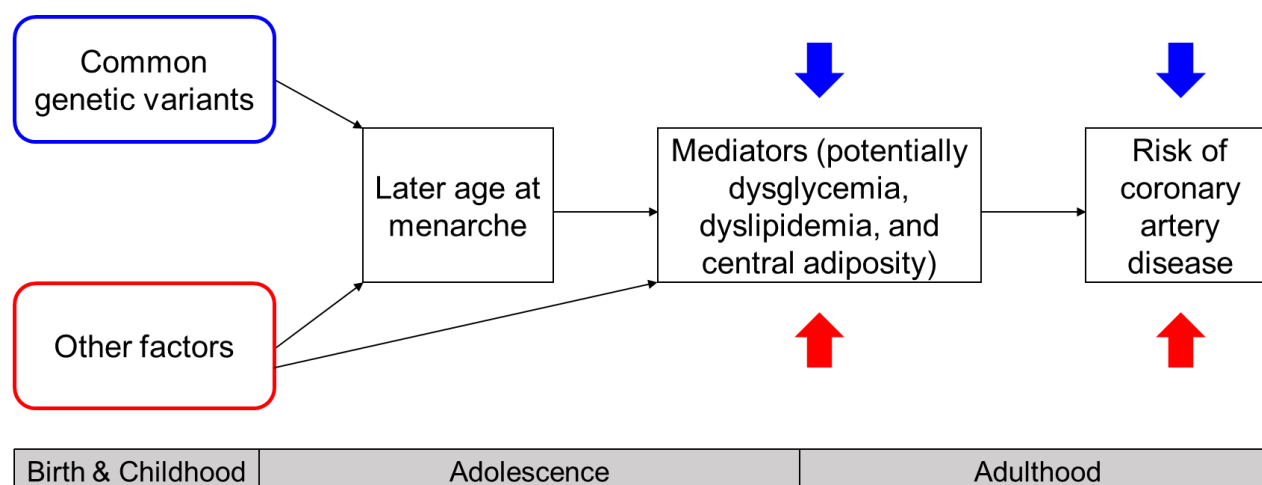 Common
genetic variants
Later age at
menarche
Mediators (potentially
dysglycemia,
dyslipidemia, and
central adiposity)
Risk of
coronary
artery
disease
Other factors
Birth & Childhood
Adolescence
Adulthood